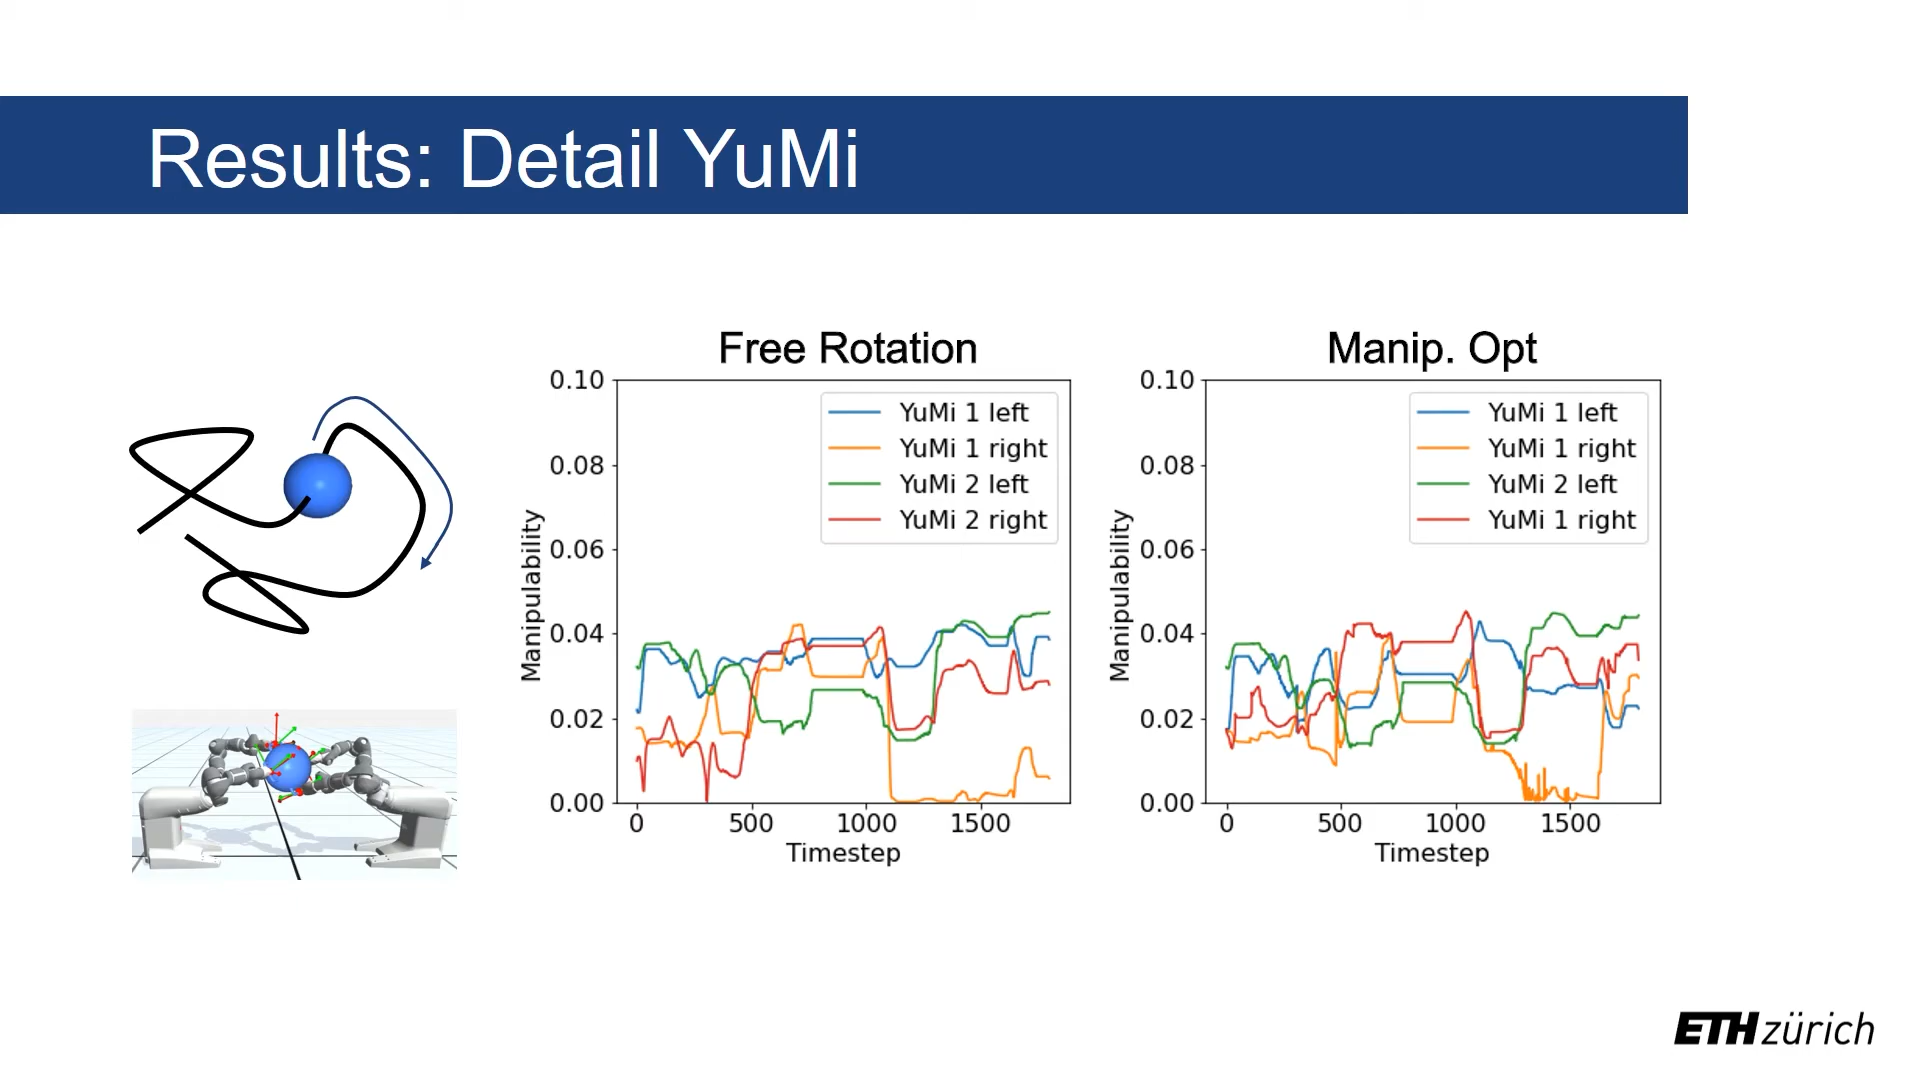 Results: Detail YuMi
Free Rotation
0.10
0.08
0.06
0.04
0.02
0.00
Manipulability
YuMi 1 left
YuMi 1 right
YuMi 2 left
YuMi 2 right
0 500 1000 1500
Timestep
Manip. Opt
0.10
0.08
0.06
0.04
0.02
0.00
Manipulability
YuMi 1 left
YuMi 1 right
YuMi 2 left
YuMi 1 right
0 500 1000 1500
Timestep
ETH zürich